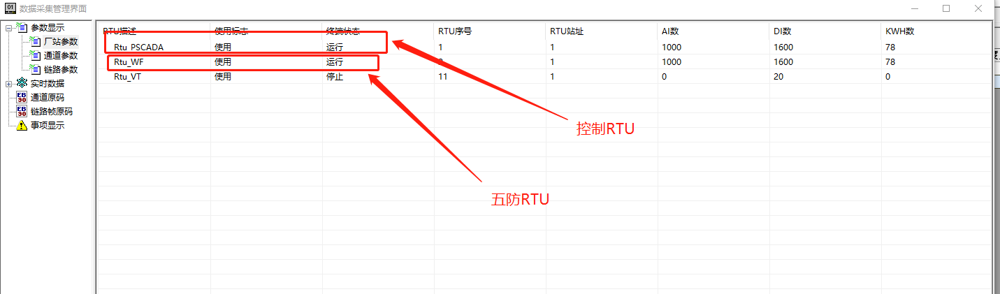 数据采集管理界面
参数显示
厂站参数
通道参数
链路参数
实时数据
通道原码
链路帧原码
事项显示
RTU描述 使用标志 终端状态 RTU序号 RTU站址 AI数 DI数 KWH数
Rtu_PSCADA 使用 运行 1 1 1000 1600 78
Rtu_WF 使用 运行 1 1000 1600 78
Rtu_VT 使用 停止 11 1 0 20 0
控制RTU
五防RTU